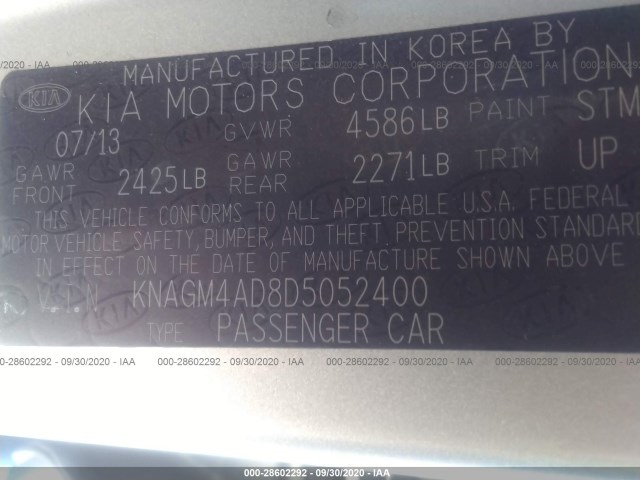 MANUFACTURED IN KOREA BY
KIA KIA MOTORS CORPORATION
07/13 GVWR 4586LB PAINT STM
GAWR FRONT 2425LB GAWR REAR 2271LB TRIM UP
THIS VEHICLE CONFORMS TO ALL APPLICABLE U.S.A. FEDERAL
MOTOR VEHICLE SAFETY, BUMPER, AND THEFT PREVENTION STANDARD
IN EFFECT ON THE DATE OF MANUFACTURE SHOWN ABOVE
V.I.N KNAGM4AD8D5052400
TYPE PASSENGER CAR
000-28602292 - 09/30/2020 - IAA